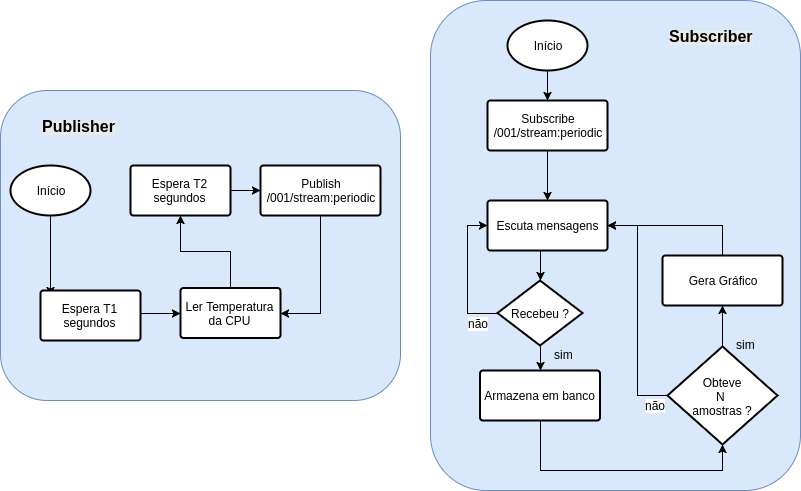 Publisher
Início
Espera T2
segundos
Publish
/001/stream:periodic
Espera T1
segundos
Ler Temperatura
da CPU
Subscriber
Início
Subscribe
/001/stream:periodic
Escuta mensagens
Gera Gráfico
Recebeu ?
não
sim
sim
Armazena em banco
Obteve
N
amostras ?
não